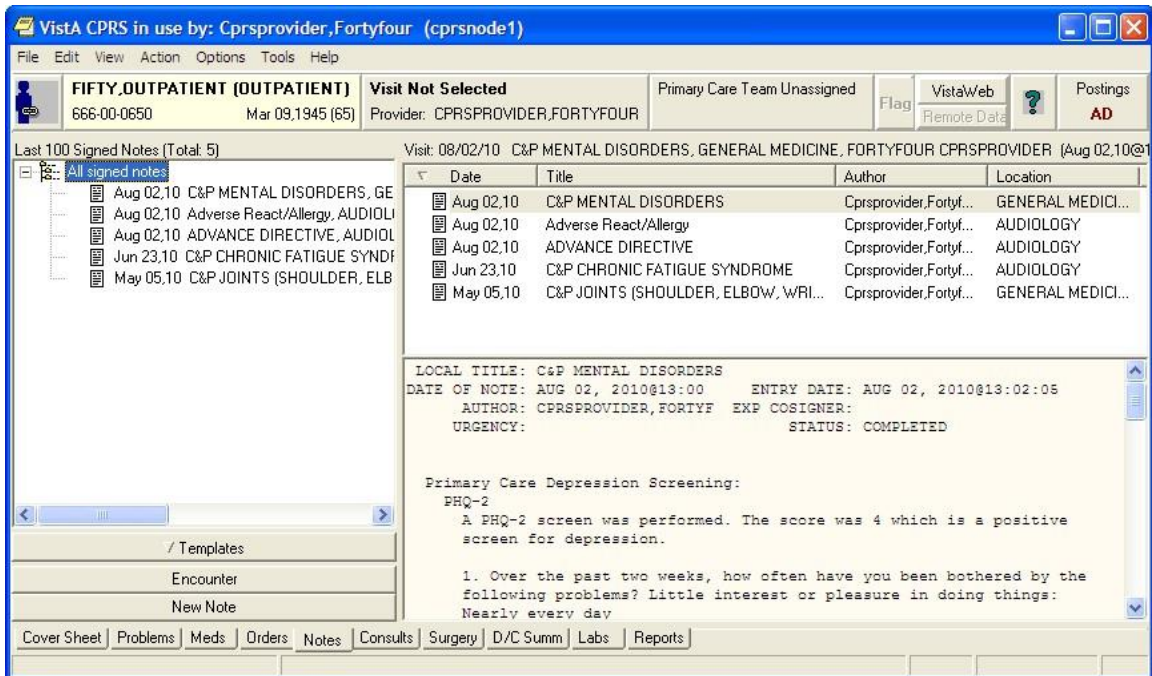 VistA CPRS in use by: Cprsprovider,Fortyfour (cprsnode1)
File Edit View Action Options Tools Help
FIFTY,OUTPATIENT (OUTPATIENT) Visit Not Selected Primary Care Team Unassigned Flag VistaWeb ? Postings
666-00-0650 Mar 09,1945 (65) Provider: CPRSPROVIDER,FORTYFOUR Remote Data AD
Last 100 Signed Notes (Total: 5)
All signed notes
Aug 02,10 C&P MENTAL DISORDERS, GE
Aug 02,10 Adverse React/Allergy, AUDIOL
Aug 02,10 ADVANCE DIRECTIVE, AUDIOL
Jun 23,10 C&P CHRONIC FATIGUE SYND
May 05,10 C&P JOINTS (SHOULDER, ELB
/ Templates
Encounter
New Note
Visit: 08/02/10 C&P MENTAL DISORDERS, GENERAL MEDICINE, FORTYFOUR CPRSPROVIDER (Aug 02,10@1
Date Title Author Location
Aug 02,10 C&P MENTAL DISORDERS Cprsprovider,Fortyf... GENERAL MEDICI...
Aug 02,10 Adverse React/Allergy Cprsprovider,Fortyf... AUDIOLOGY
Aug 02,10 ADVANCE DIRECTIVE Cprsprovider,Fortyf... AUDIOLOGY
Jun 23,10 C&P CHRONIC FATIGUE SYNDROME Cprsprovider,Fortyf... AUDIOLOGY
May 05,10 C&P JOINTS (SHOULDER, ELBOW, WRI... Cprsprovider,Fortyf... GENERAL MEDICI...
LOCAL TITLE: C&P MENTAL DISORDERS
DATE OF NOTE: AUG 02, 2010@13:00 ENTRY DATE: AUG 02, 2010@13:02:05
AUTHOR: CPRSPROVIDER,FORTYF EXP COSIGNER:
URGENCY: STATUS: COMPLETED
Primary Care Depression Screening:
PHQ-2
A PHQ-2 screen was performed. The score was 4 which is a positive
screen for depression.
1. Over the past two weeks, how often have you been bothered by the
following problems? Little interest or pleasure in doing things:
Nearly every day
Cover Sheet Problems Meds Orders Notes Consults Surgery D/C Summ Labs Reports